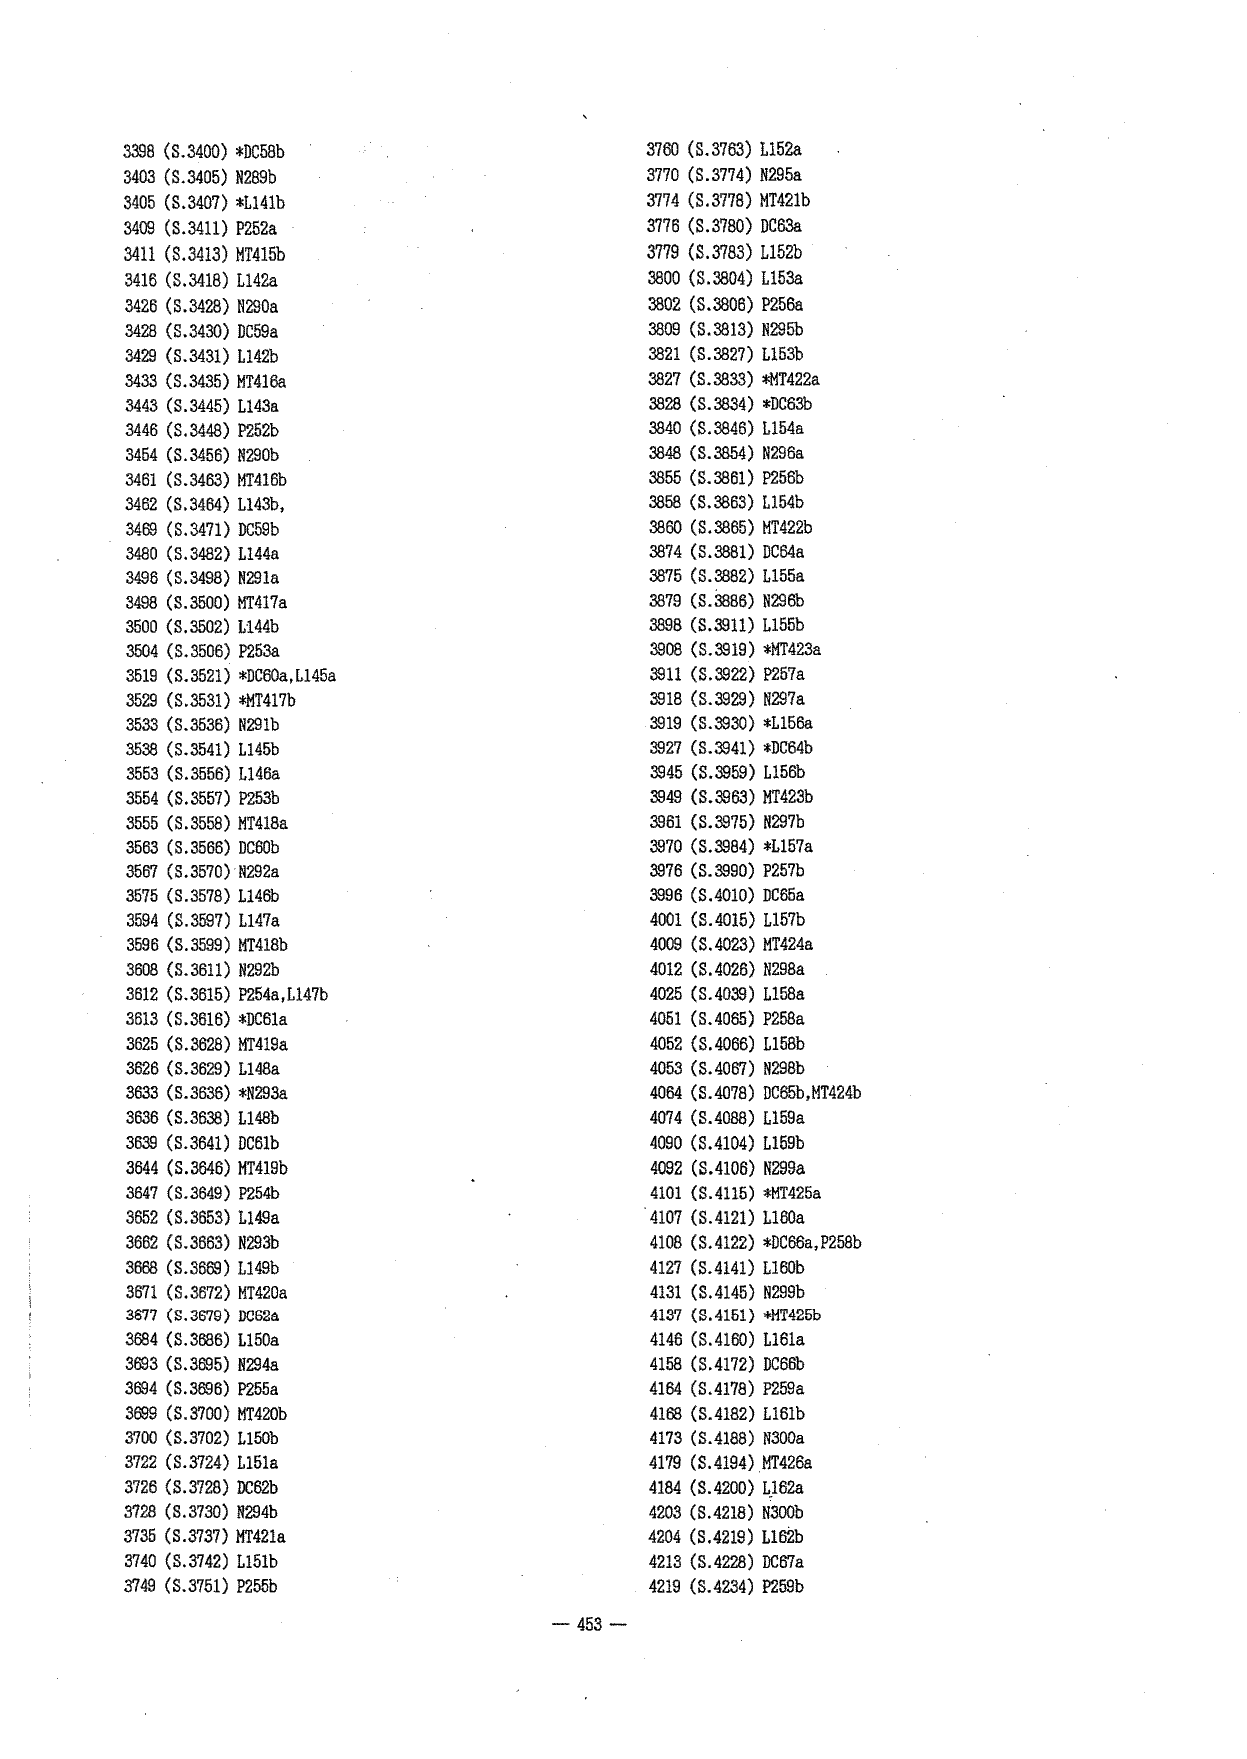 3398 (S.3400) *DC58b
3403 (S.3405) N289b
3405 (S.3407) *L141b
3409 (S.3411) P252a
3411 (S.3413) MT415b
3416 (S.3418) L142a
3426 (S.3428) N290a
3428 (S.3430) DC59a
3429 (S.3431) L142b
3433 (S.3435) MT416a
3443 (S.3445) L143a
3446 (S.3448) P252b
3454 (S.3456) N290b
3461 (S.3463) MT416b
3462 (S.3464) L143b,
3469 (S.3471) DC59b
3480 (S.3482) L144a
3496 (S.3498) N291a
3498 (S.3500) MT417a
3500 (S.3502) L144b
3504 (S.3506) P253a
3519 (S.3521) *DC60a,L145a
3529 (S.3531) *MT417b
3533 (S.3536) N291b
3538 (S.3541) L145b
3553 (S.3556) L146a
3554 (S.3557) P253b
3555 (S.3558) MT418a
3563 (S.3566) DC60b
3567 (S.3570) N292a
3575 (S.3578) L146b
3594 (S.3597) L147a
3596 (S.3599) MT418b
3608 (S.3611) N292b
3612 (S.3615) P254a,L147b
3613 (S.3616) *DC61a
3625 (S.3628) MT419a
3626 (S.3629) L148a
3633 (S.3636) *N293a
3636 (S.3638) L148b
3639 (S.3641) DC61b
3644 (S.3646) MT419b
3647 (S.3649) P254b
3652 (S.3653) L149a
3662 (S.3663) N293b
3668 (S.3669) L149b
3671 (S.3672) MT420a
3677 (S.3679) DC62a
3684 (S.3686) L150a
3693 (S.3695) N294a
3694 (S.3696) P255a
3699 (S.3700) MT420b
3700 (S.3702) L150b
3722 (S.3724) L151a
3726 (S.3728) DC62b
3728 (S.3730) N294b
3735 (S.3737) MT421a
3740 (S.3742) L151b
3749 (S.3751) P255b
3760 (S.3763) L152a
3770 (S.3774) N295a
3774 (S.3778) MT421b
3776 (S.3780) DC63a
3779 (S.3783) L152b
3800 (S.3804) L153a
3802 (S.3806) P256a
3809 (S.3813) N295b
3821 (S.3827) L153b
3827 (S.3833) *MT422a
3828 (S.3834) *DC63b
3840 (S.3846) L154a
3848 (S.3854) N296a
3855 (S.3861) P256b
3858 (S.3863) L154b
3860 (S.3865) MT422b
3874 (S.3881) DC64a
3875 (S.3882) L155a
3879 (S.3886) N296b
3898 (S.3911) L155b
3908 (S.3919) *MT423a
3911 (S.3922) P257a
3918 (S.3929) N297a
3919 (S.3930) *L156a
3927 (S.3941) *DC64b
3945 (S.3959) L156b
3949 (S.3963) MT423b
3961 (S.3975) N297b
3970 (S.3984) *L157a
3976 (S.3990) P257b
3996 (S.4010) DC65a
4001 (S.4015) L157b
4009 (S.4023) MT424a
4012 (S.4026) N298a
4025 (S.4039) L158a
4051 (S.4065) P258a
4052 (S.4066) L158b
4053 (S.4067) N298b
4064 (S.4078) DC65b,MT424b
4074 (S.4088) L159a
4090 (S.4104) L159b
4092 (S.4106) N299a
4101 (S.4115) *MT425a
4107 (S.4121) L160a
4108 (S.4122) *DC66a,P258b
4127 (S.4141) L160b
4131 (S.4145) N299b
4137 (S.4151) *MT425b
4146 (S.4160) L161a
4158 (S.4172) DC66b
4164 (S.4178) P259a
4168 (S.4182) L161b
4173 (S.4188) N300a
4179 (S.4194) MT426a
4184 (S.4200) L162a
4203 (S.4218) N300b
4204 (S.4219) L162b
4213 (S.4228) DC67a
4219 (S.4234) P259b
— 453 —